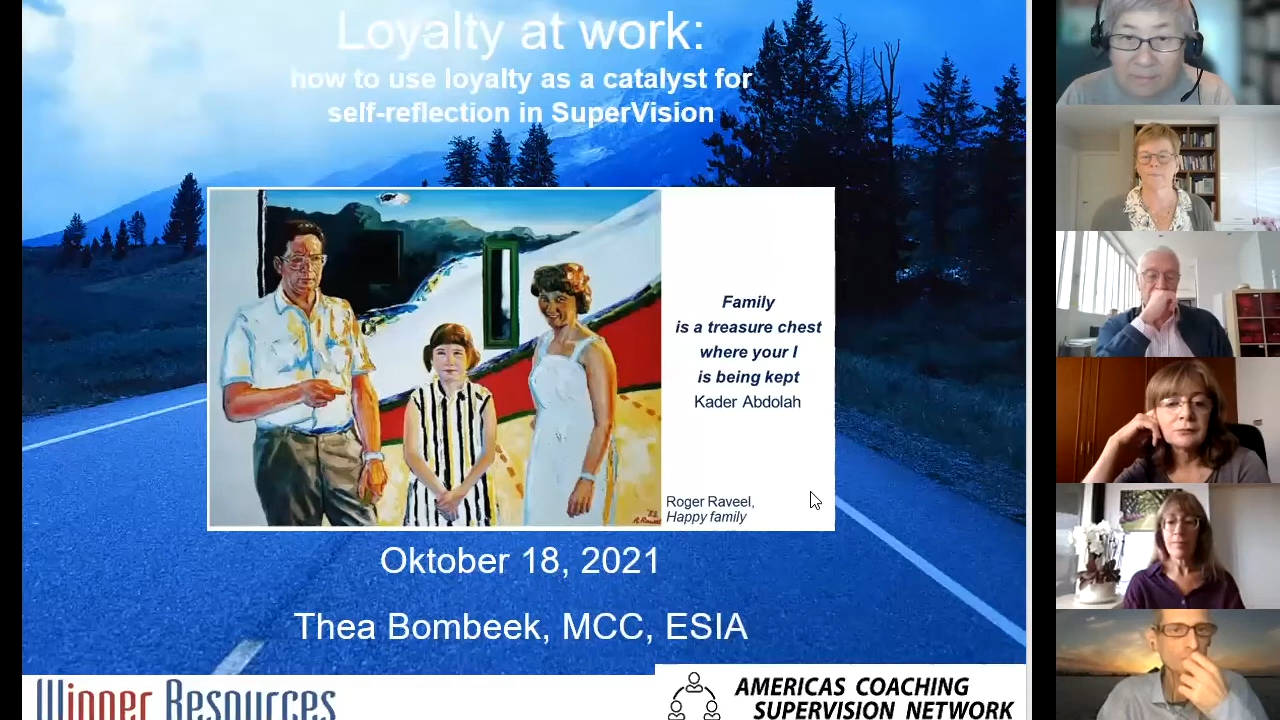 Loyalty at work:
how to use loyalty as a catalyst for
self-reflection in SuperVision
Family
is a treasure chest
where your I
is being kept
Kader Abdolah
Roger Raveel,
Happy family
Oktober 18, 2021
Thea Bombeek, MCC, ESIA
Winner Resources
AMERICAS COACHING
SUPERVISION NETWORK